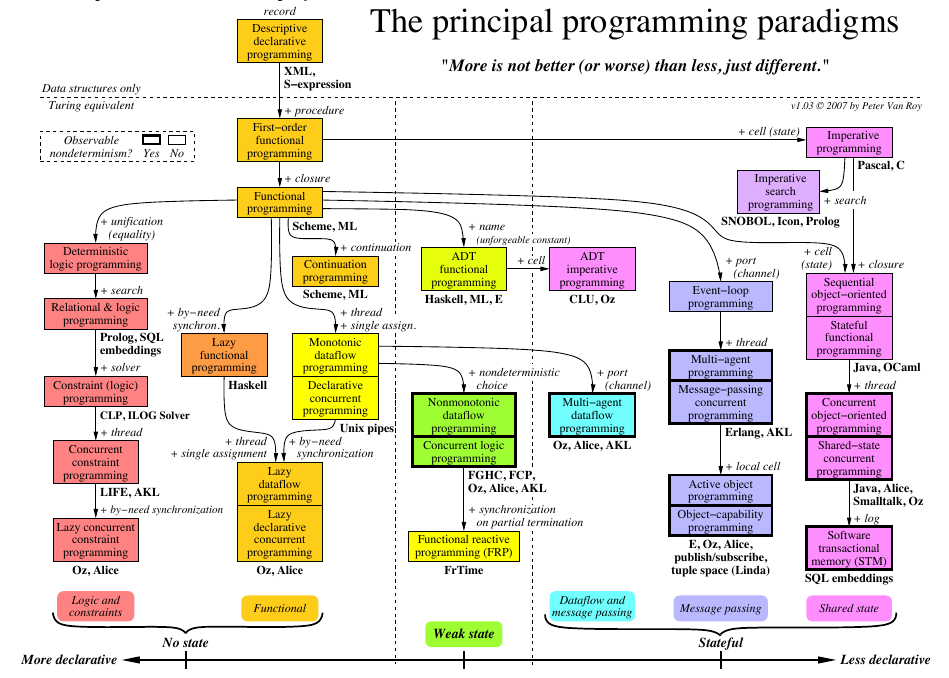 The principal programming paradigms
"More is not better (or worse) than less, just different."
v1.03 © 2007 by Peter Van Roy
record
Descriptive
declarative
programming
XML,
S−expression
Data structures only
Turing equivalent
+ procedure
Observable
nondeterminism?
Yes
No
First−order
functional
programming
+ cell (state)
Imperative
programming
Pascal, C
+ search
Imperative
search
programming
SNOBOL, Icon, Prolog
+ closure
Functional
programming
Scheme, ML
+ unification
(equality)
Deterministic
logic programming
+ search
Relational & logic
programming
Prolog, SQL
embeddings
+ solver
Constraint (logic)
programming
CLP, ILOG Solver
+ thread
Concurrent
constraint
programming
LIFE, AKL
+ by−need synchronization
Lazy concurrent
constraint
programming
Oz, Alice
+ continuation
Continuation
programming
Scheme, ML
+ by−need
synchron.
Lazy
functional
programming
Haskell
+ thread
+ single assign.
Monotonic
dataflow
programming
Declarative
concurrent
programming
Unix pipes
+ thread
+ single assignment
+ by−need
synchronization
Lazy
dataflow
programming
Lazy
declarative
concurrent
programming
Oz, Alice
+ name
(unforgeable constant)
ADT
functional
programming
Haskell, ML, E
+ cell
ADT
imperative
programming
CLU, Oz
+ nondeterministic
choice
Nonmonotonic
dataflow
programming
Concurrent logic
programming
FGHC, FCP,
Oz, Alice, AKL
+ synchronization
on partial termination
Functional reactive
programming (FRP)
FrTime
+ port
(channel)
Multi−agent
dataflow
programming
Oz, Alice, AKL
+ port
(channel)
Event−loop
programming
+ thread
Multi−agent
programming
Message−passing
concurrent
programming
Erlang, AKL
+ local cell
Active object
programming
Object−capability
programming
E, Oz, Alice,
publish/subscribe,
tuple space (Linda)
+ cell
(state)
+ closure
Sequential
object−oriented
programming
Stateful
functional
programming
Java, OCaml
+ thread
Concurrent
object−oriented
programming
Shared−state
concurrent
programming
Java, Alice,
Smalltalk, Oz
+ log
Software
transactional
memory (STM)
SQL embeddings
Logic and
constraints
Functional
Dataflow and
message passing
Message passing
Shared state
No state
Weak state
Stateful
More declarative
Less declarative